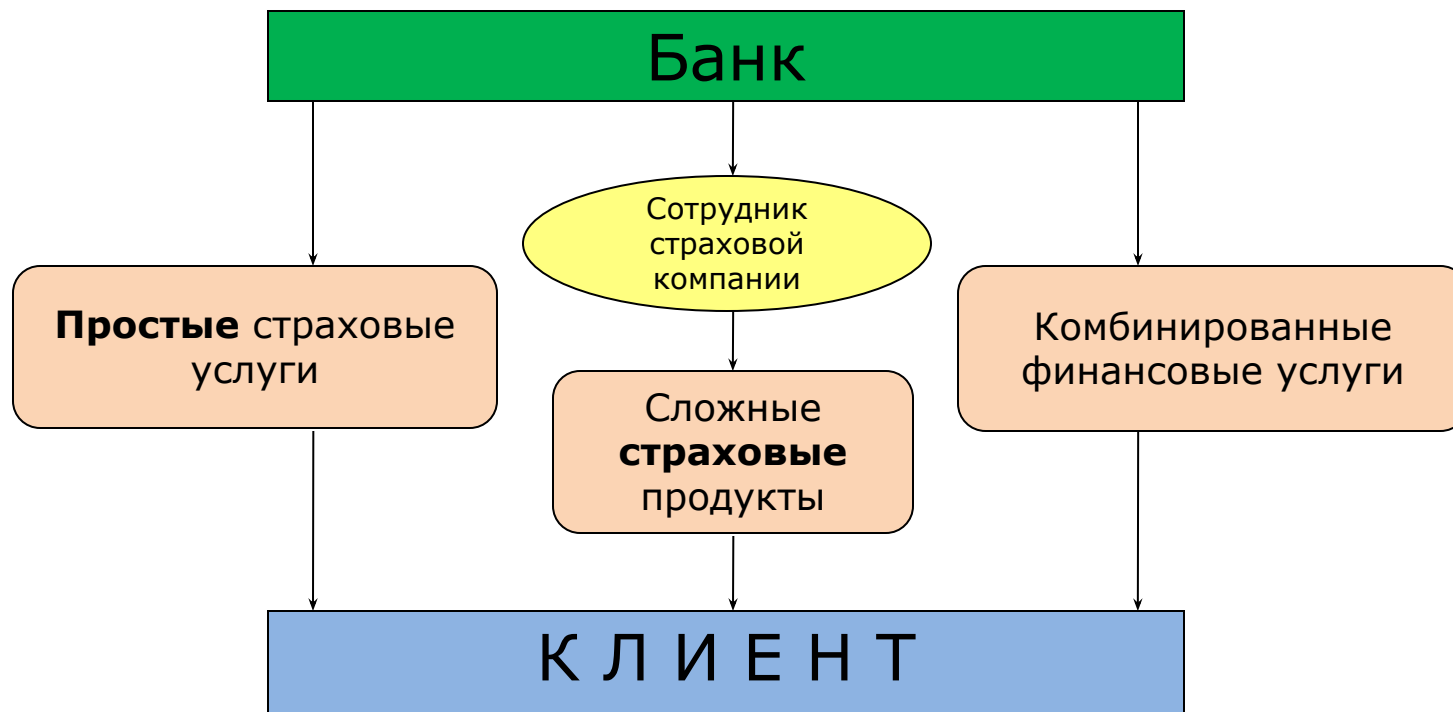 Банк
Сотрудник
страховой
компании
Простые страховые
услуги
Сложные
страховые
продукты
Комбинированные
финансовые услуги
К Л И Е Н Т